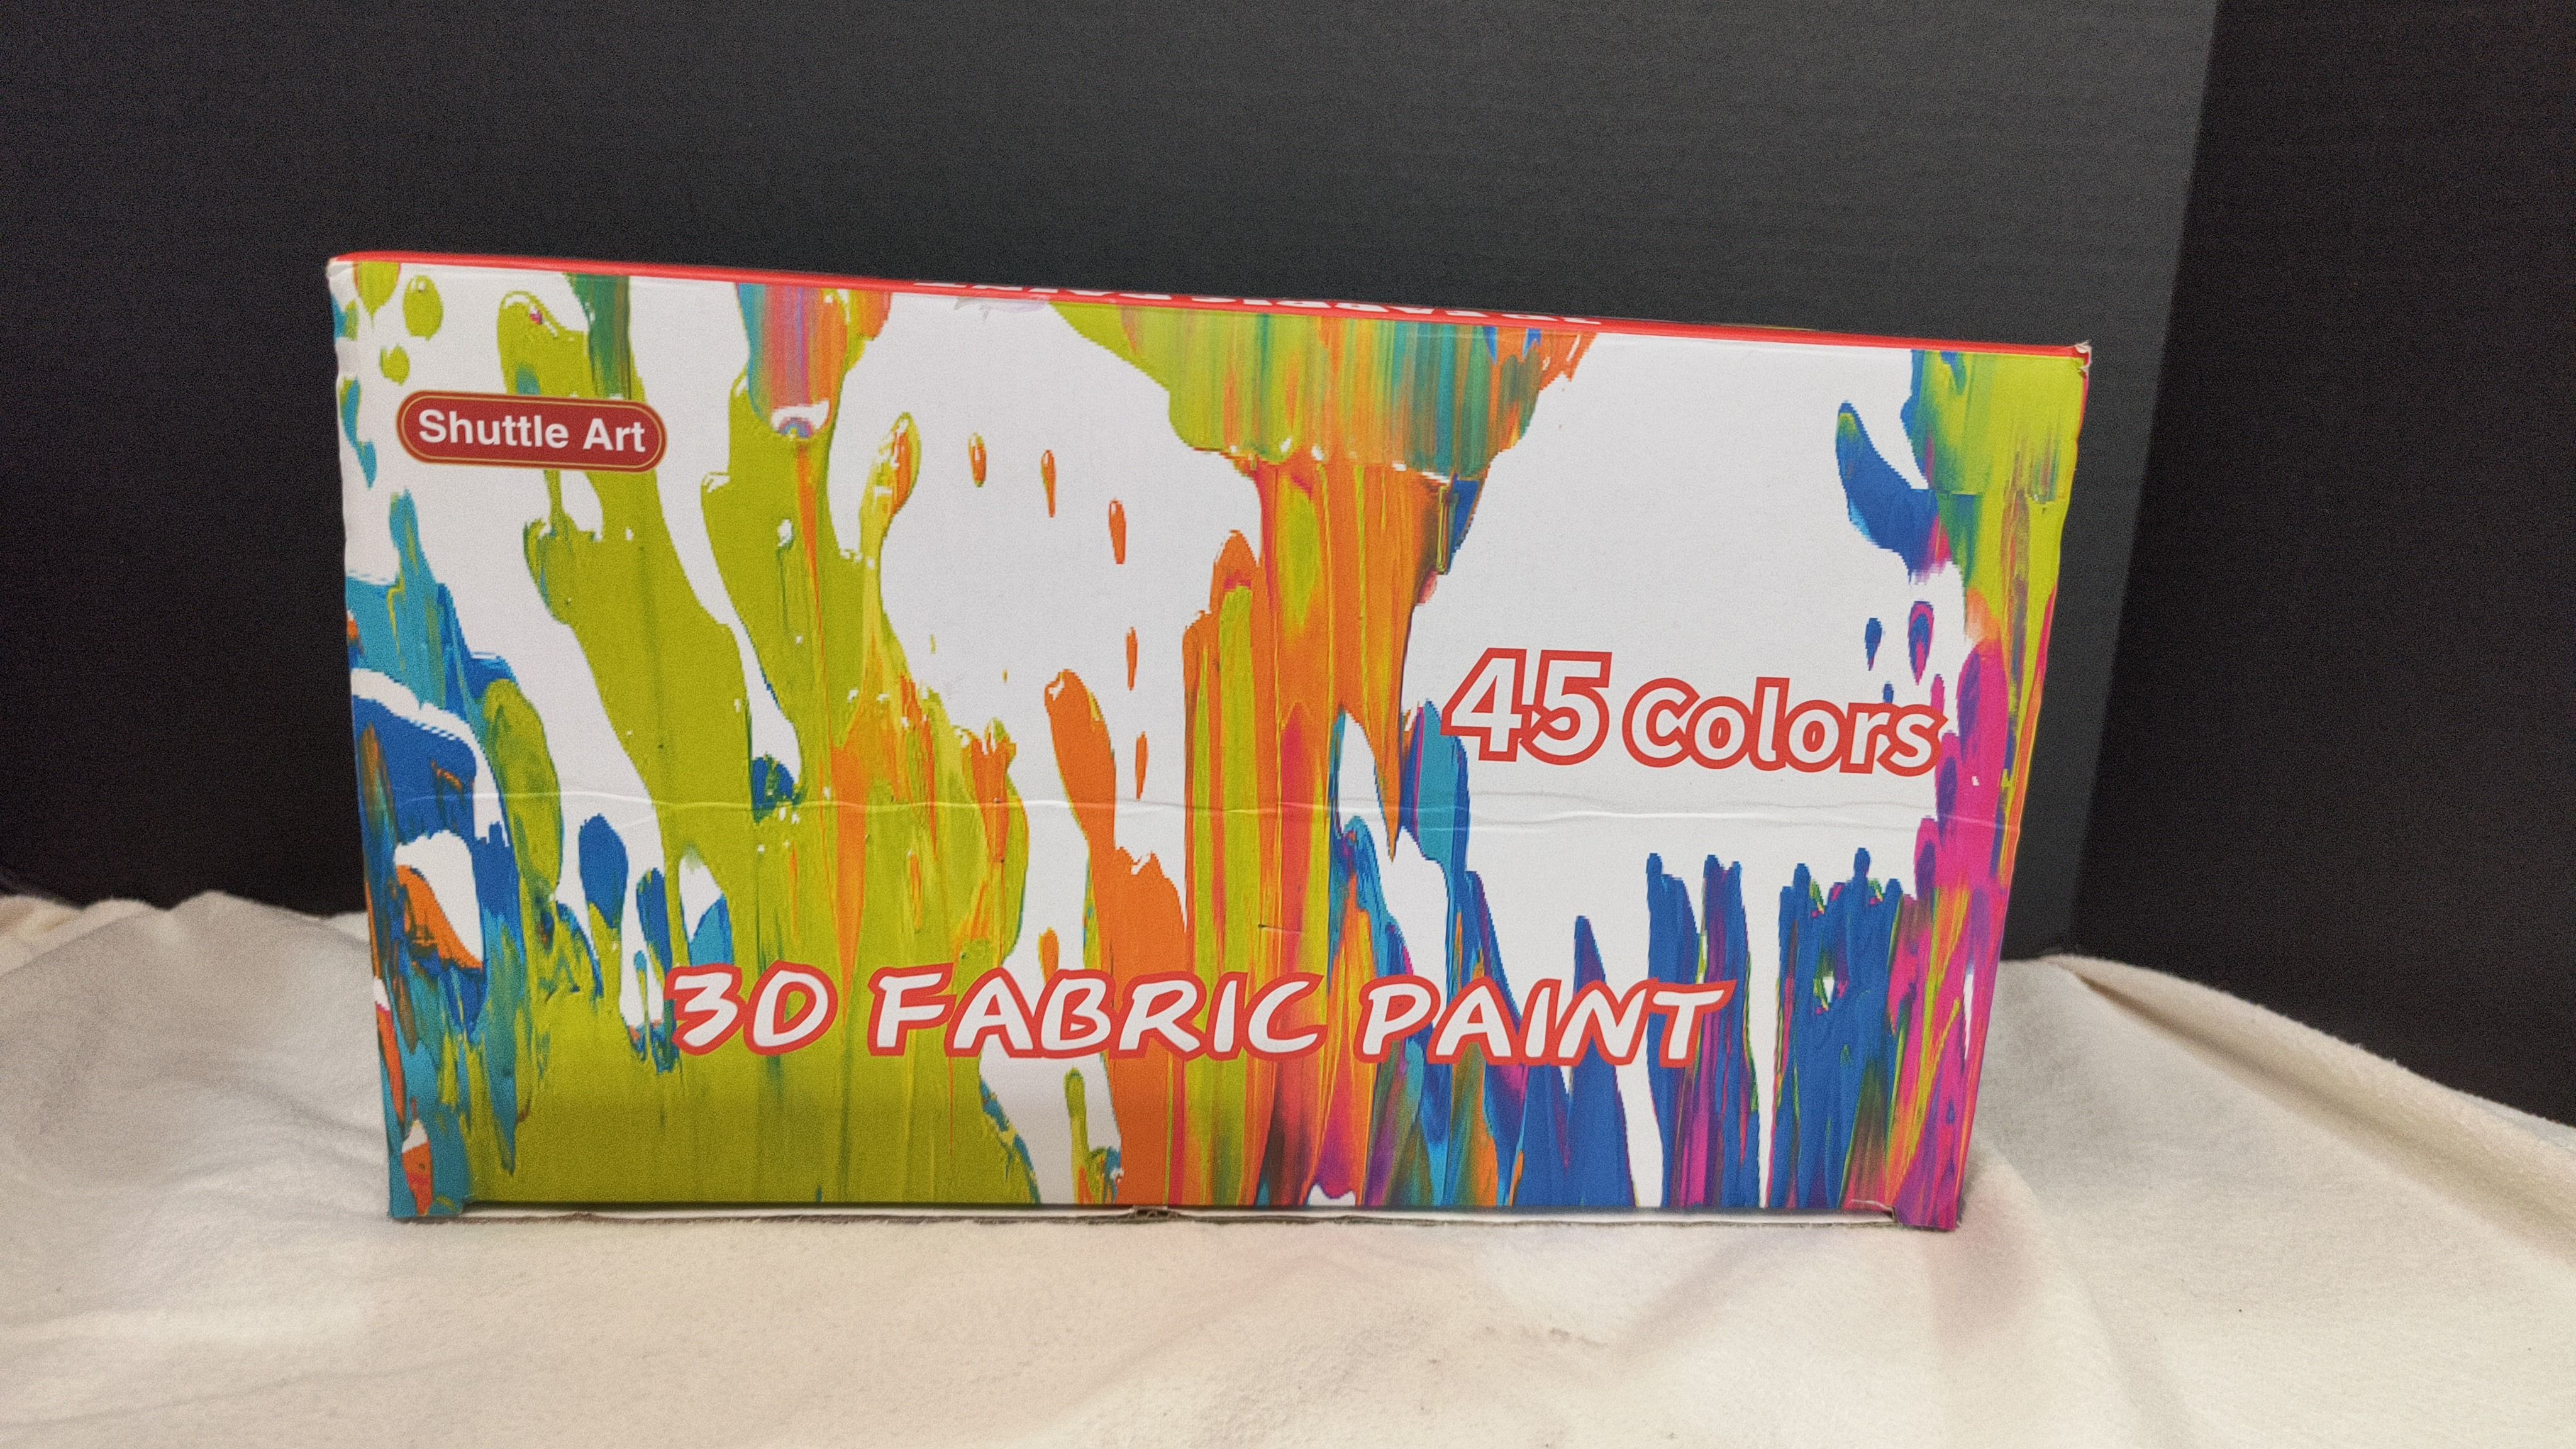 Shuttle Art
45 Colors
3D FABRIC PAINT